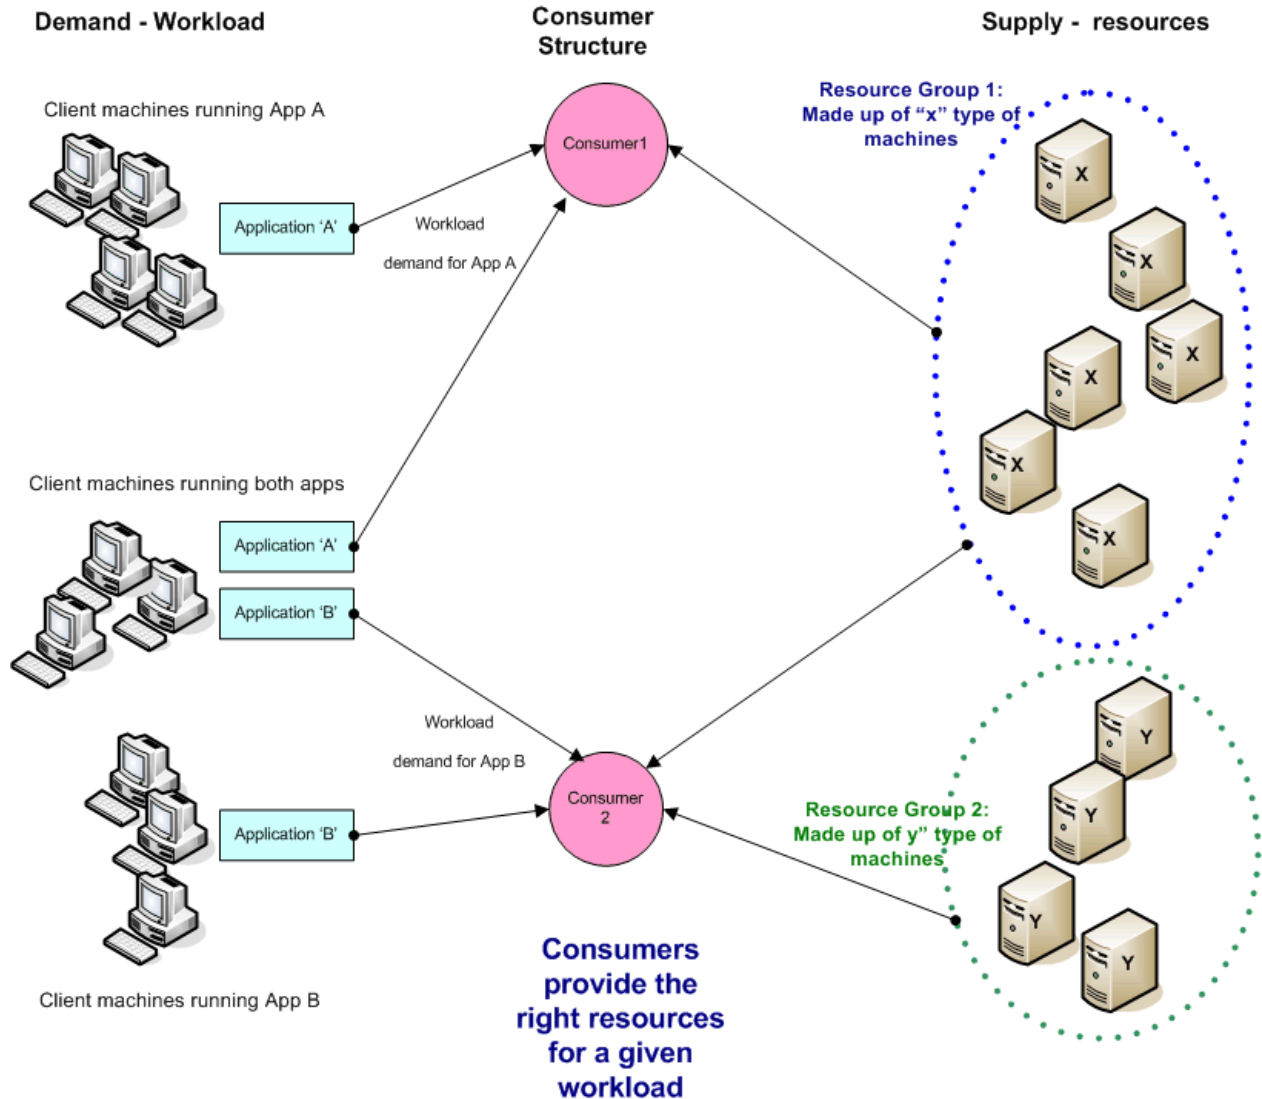 Demand - Workload
Consumer
Structure
Supply - resources
Client machines running App A
Application ‘A’
Workload
demand for App A
Consumer1
Resource Group 1:
Made up of “x” type of
machines
X
X
X
X
X
X
Client machines running both apps
Application ‘A’
Application ‘B’
Workload
demand for App B
Consumer
2
Application ‘B’
Client machines running App B
Resource Group 2:
Made up of y” type of
machines
Y
Y
Y
Y
Consumers
provide the
right resources
for a given
workload